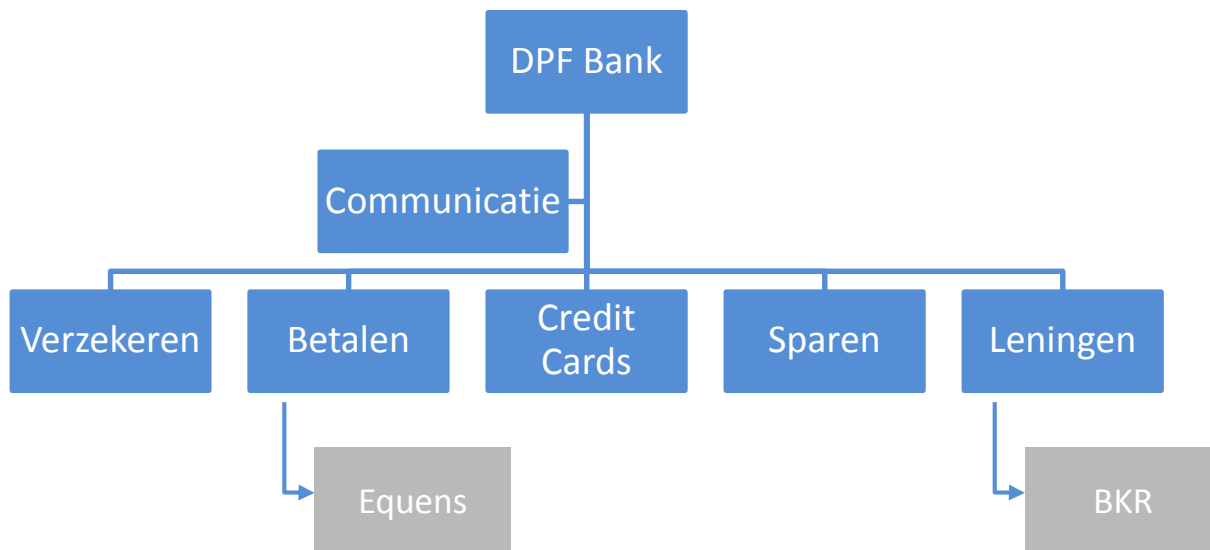 DPF Bank
Communicatie
Verzekeren
Betalen
Credit
Cards
Sparen
Leningen
Equens
BKR